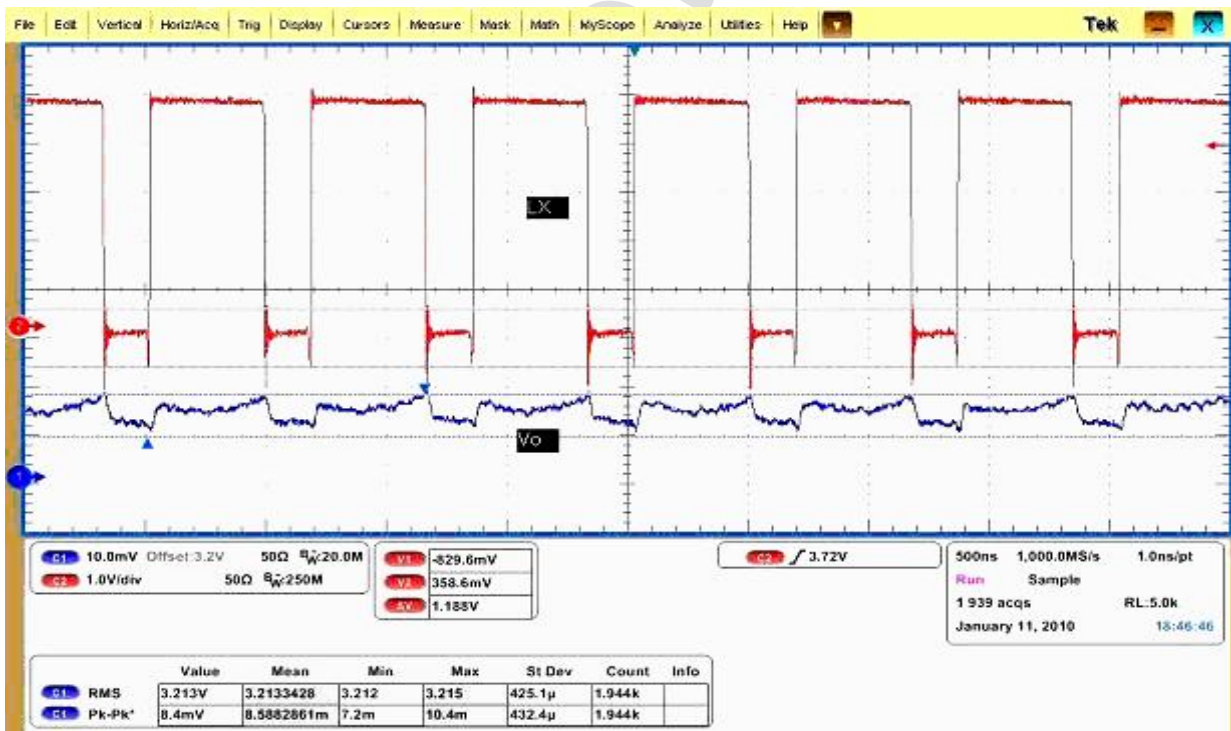 File Edit Vertical Horiz/Acq Trig Display Cursors Measure Mask Math MyScope Analyze Utilities Help Tek X
LX
2
Vo
1
C1 10.0mV Offset:3.2V 50Ω BW:20.0M
C2 1.0V/div 50Ω BW:250M
V1 -829.6mV
V2 358.6mV
ΔV 1.188V
C2 3.72V
500ns 1,000.0MS/s 1.0ns/pt
Run Sample
1 939 acqs RL:5.0k
January 11, 2010 18:46:46
Value Mean Min Max St Dev Count Info
C1 RMS 3.213V 3.2133428 3.212 3.215 425.1µ 1.944k
C1 Pk-Pk* 8.4mV 8.5882861m 7.2m 10.4m 432.4µ 1.944k